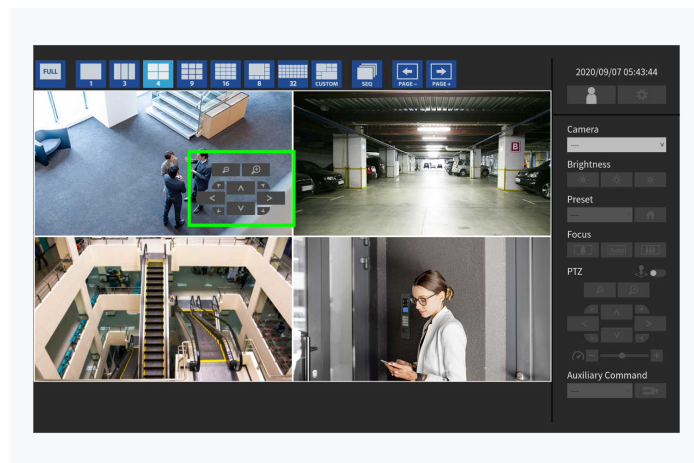 FULL
1
3
4
9
16
8
32
CUSTOM
SEQ
PAGE−
PAGE+
2020/09/07 05:43:44
Camera
----
Brightness
Preset
----
B
Focus
Auto
PTZ
Auxiliary Command
----